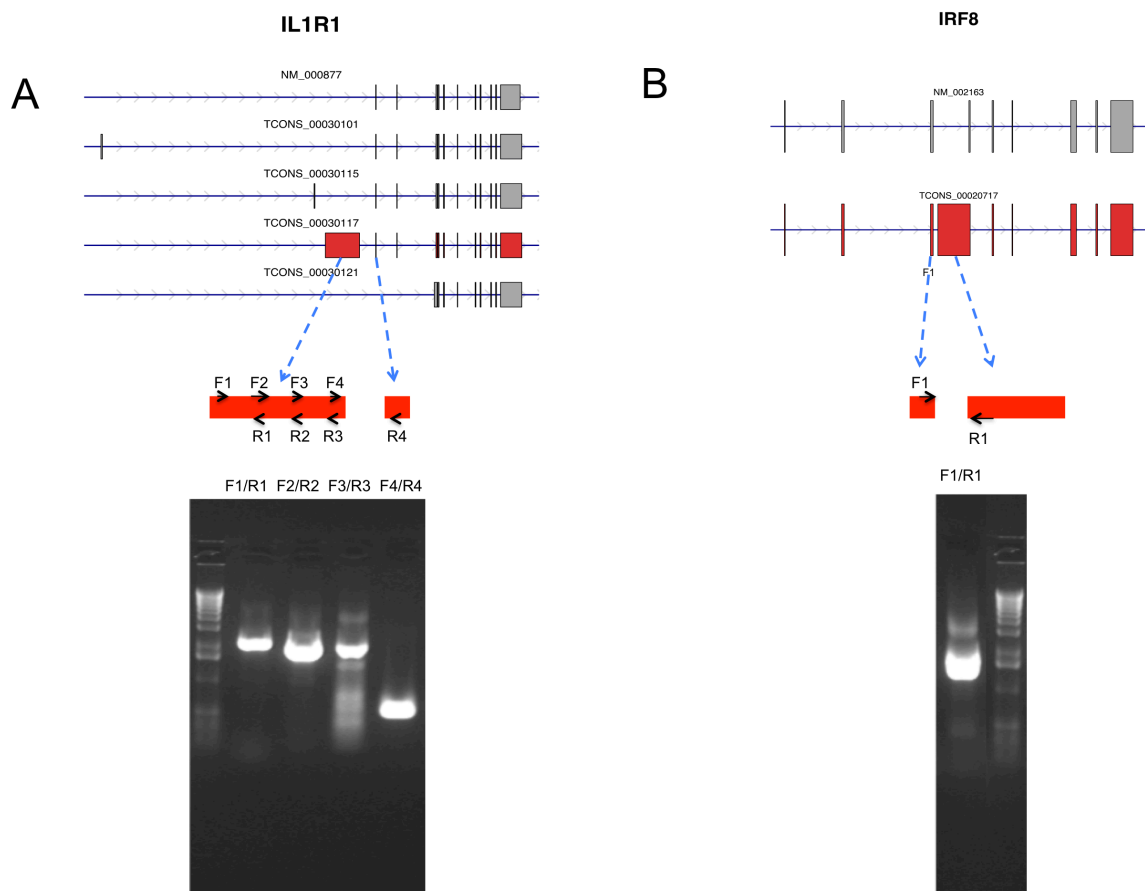 IL1R1
A
NM_000877
TCONS_00030101
TCONS_00030115
TCONS_00030117
TCONS_00030121
F1 F2 F3 F4
R1 R2 R3 R4
F1/R1 F2/R2 F3/R3 F4/R4
IRF8
B
NM_002163
TCONS_00020717
F1
F1
R1
F1/R1